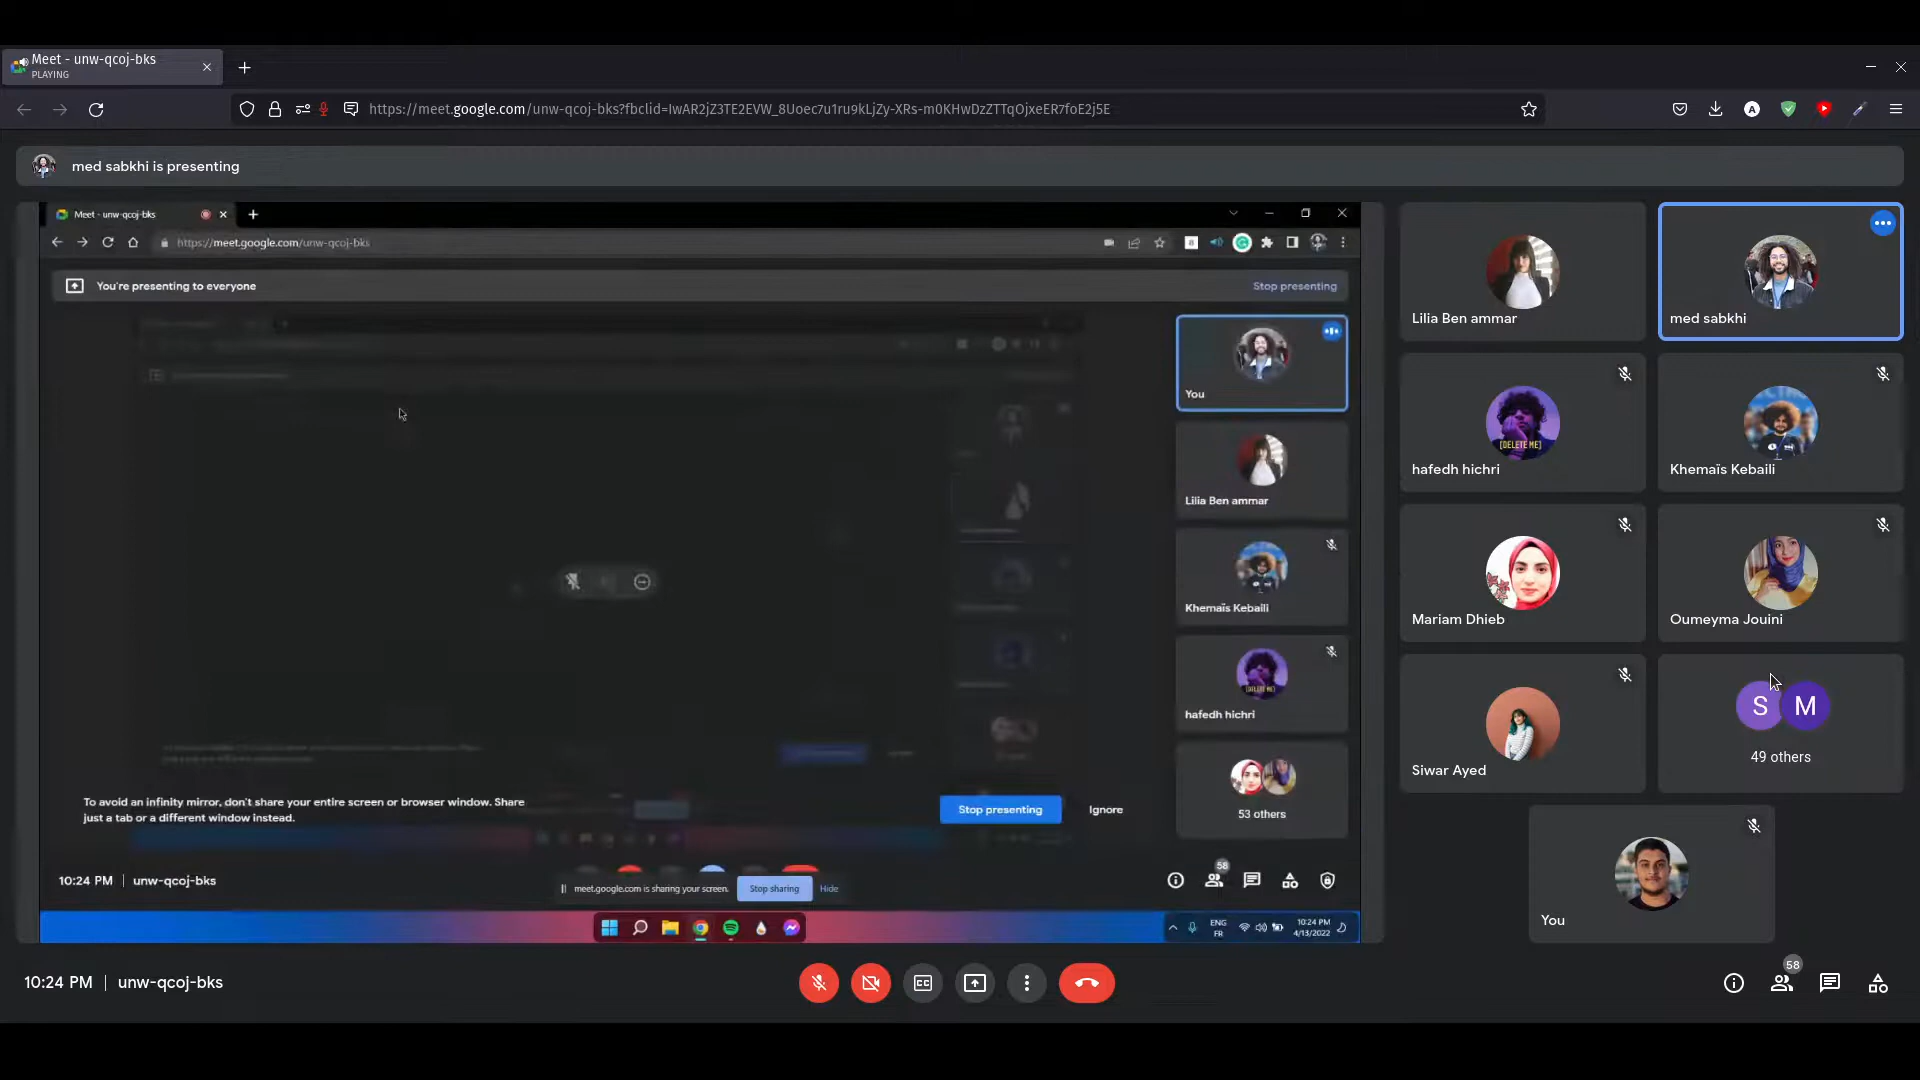 Meet - unw-qcoj-bks
PLAYING
https://meet.google.com/unw-qcoj-bks?fbclid=IwAR2jZ3TE2EVW_8Uoec7u1ru9kLjZy-XRs-m0KHwDzZTTqOjxeER7foE2j5E
A
med sabkhi is presenting
Meet - unw-qcoj-bks
https://meet.google.com/unw-qcoj-bks
You're presenting to everyone
Stop presenting
You
Lilia Ben ammar
Khemaïs Kebaili
hafedh hichri
53 others
To avoid an infinity mirror, don't share your entire screen or browser window. Share
just a tab or a different window instead.
Stop presenting
Ignore
10:24 PM
unw-qcoj-bks
meet.google.com is sharing your screen.
Stop sharing
Hide
58
ENG
FR
10:24 PM
4/13/2022
Lilia Ben ammar
med sabkhi
[DELETE ME]
hafedh hichri
Khemaïs Kebaili
Mariam Dhieb
Oumeyma Jouini
Siwar Ayed
S
M
49 others
You
10:24 PM
unw-qcoj-bks
CC
58